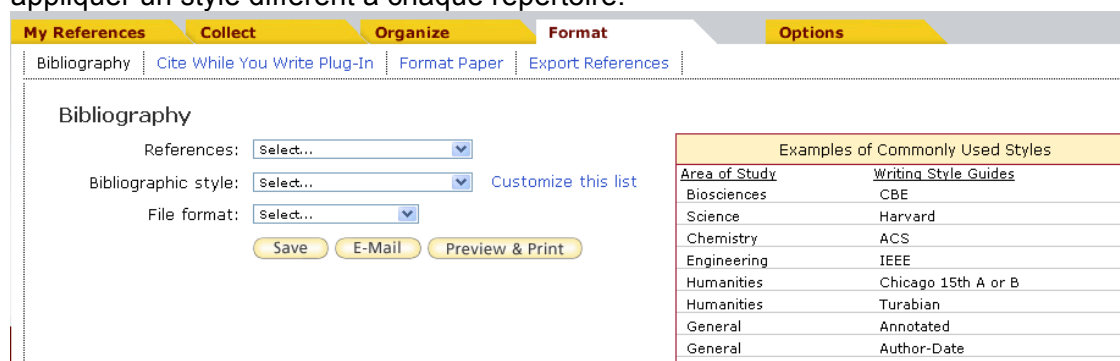 appliquer un style différent à chaque répertoire.
My References Collect Organize Format Options
Bibliography Cite While You Write Plug-In Format Paper Export References
Bibliography
References: Select...
Bibliographic style: Select... Customize this list
File format: Select...
Save E-Mail Preview & Print
Examples of Commonly Used Styles
Area of Study Writing Style Guides
Biosciences CBE
Science Harvard
Chemistry ACS
Engineering IEEE
Humanities Chicago 15th A or B
Humanities Turabian
General Annotated
General Author-Date